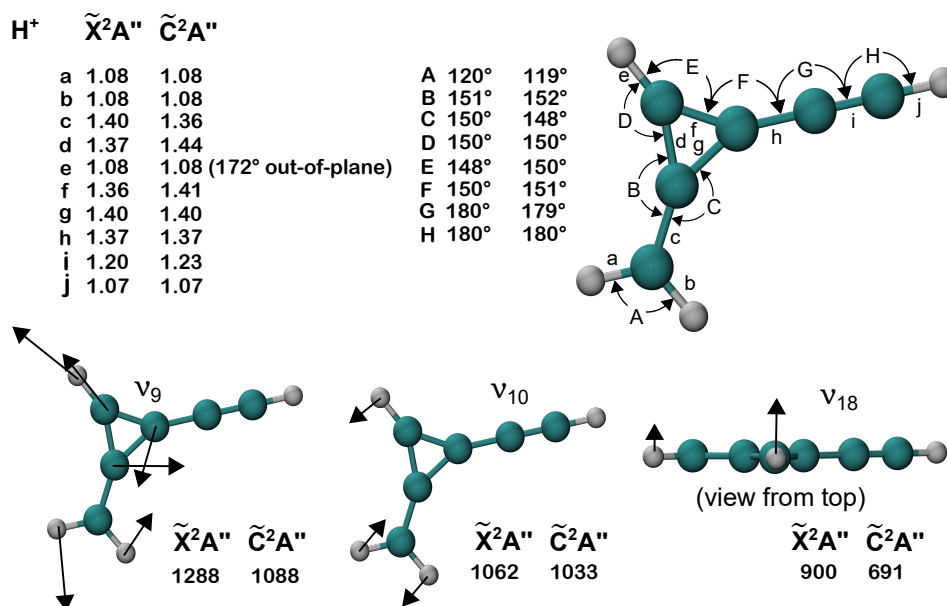 H⁺ X̃²A" C̃²A"
a 1.08 1.08
b 1.08 1.08
c 1.40 1.36
d 1.37 1.44
e 1.08 1.08 (172° out-of-plane)
f 1.36 1.41
g 1.40 1.40
h 1.37 1.37
i 1.20 1.23
j 1.07 1.07
A 120° 119°
B 151° 152°
C 150° 148°
D 150° 150°
E 148° 150°
F 150° 151°
G 180° 179°
H 180° 180°
e E F G H
D f d g h i j
B C
c
a b
A
ν₉
X̃²A" C̃²A"
1288 1088
ν₁₀
X̃²A" C̃²A"
1062 1033
ν₁₈
(view from top)
X̃²A" C̃²A"
900 691